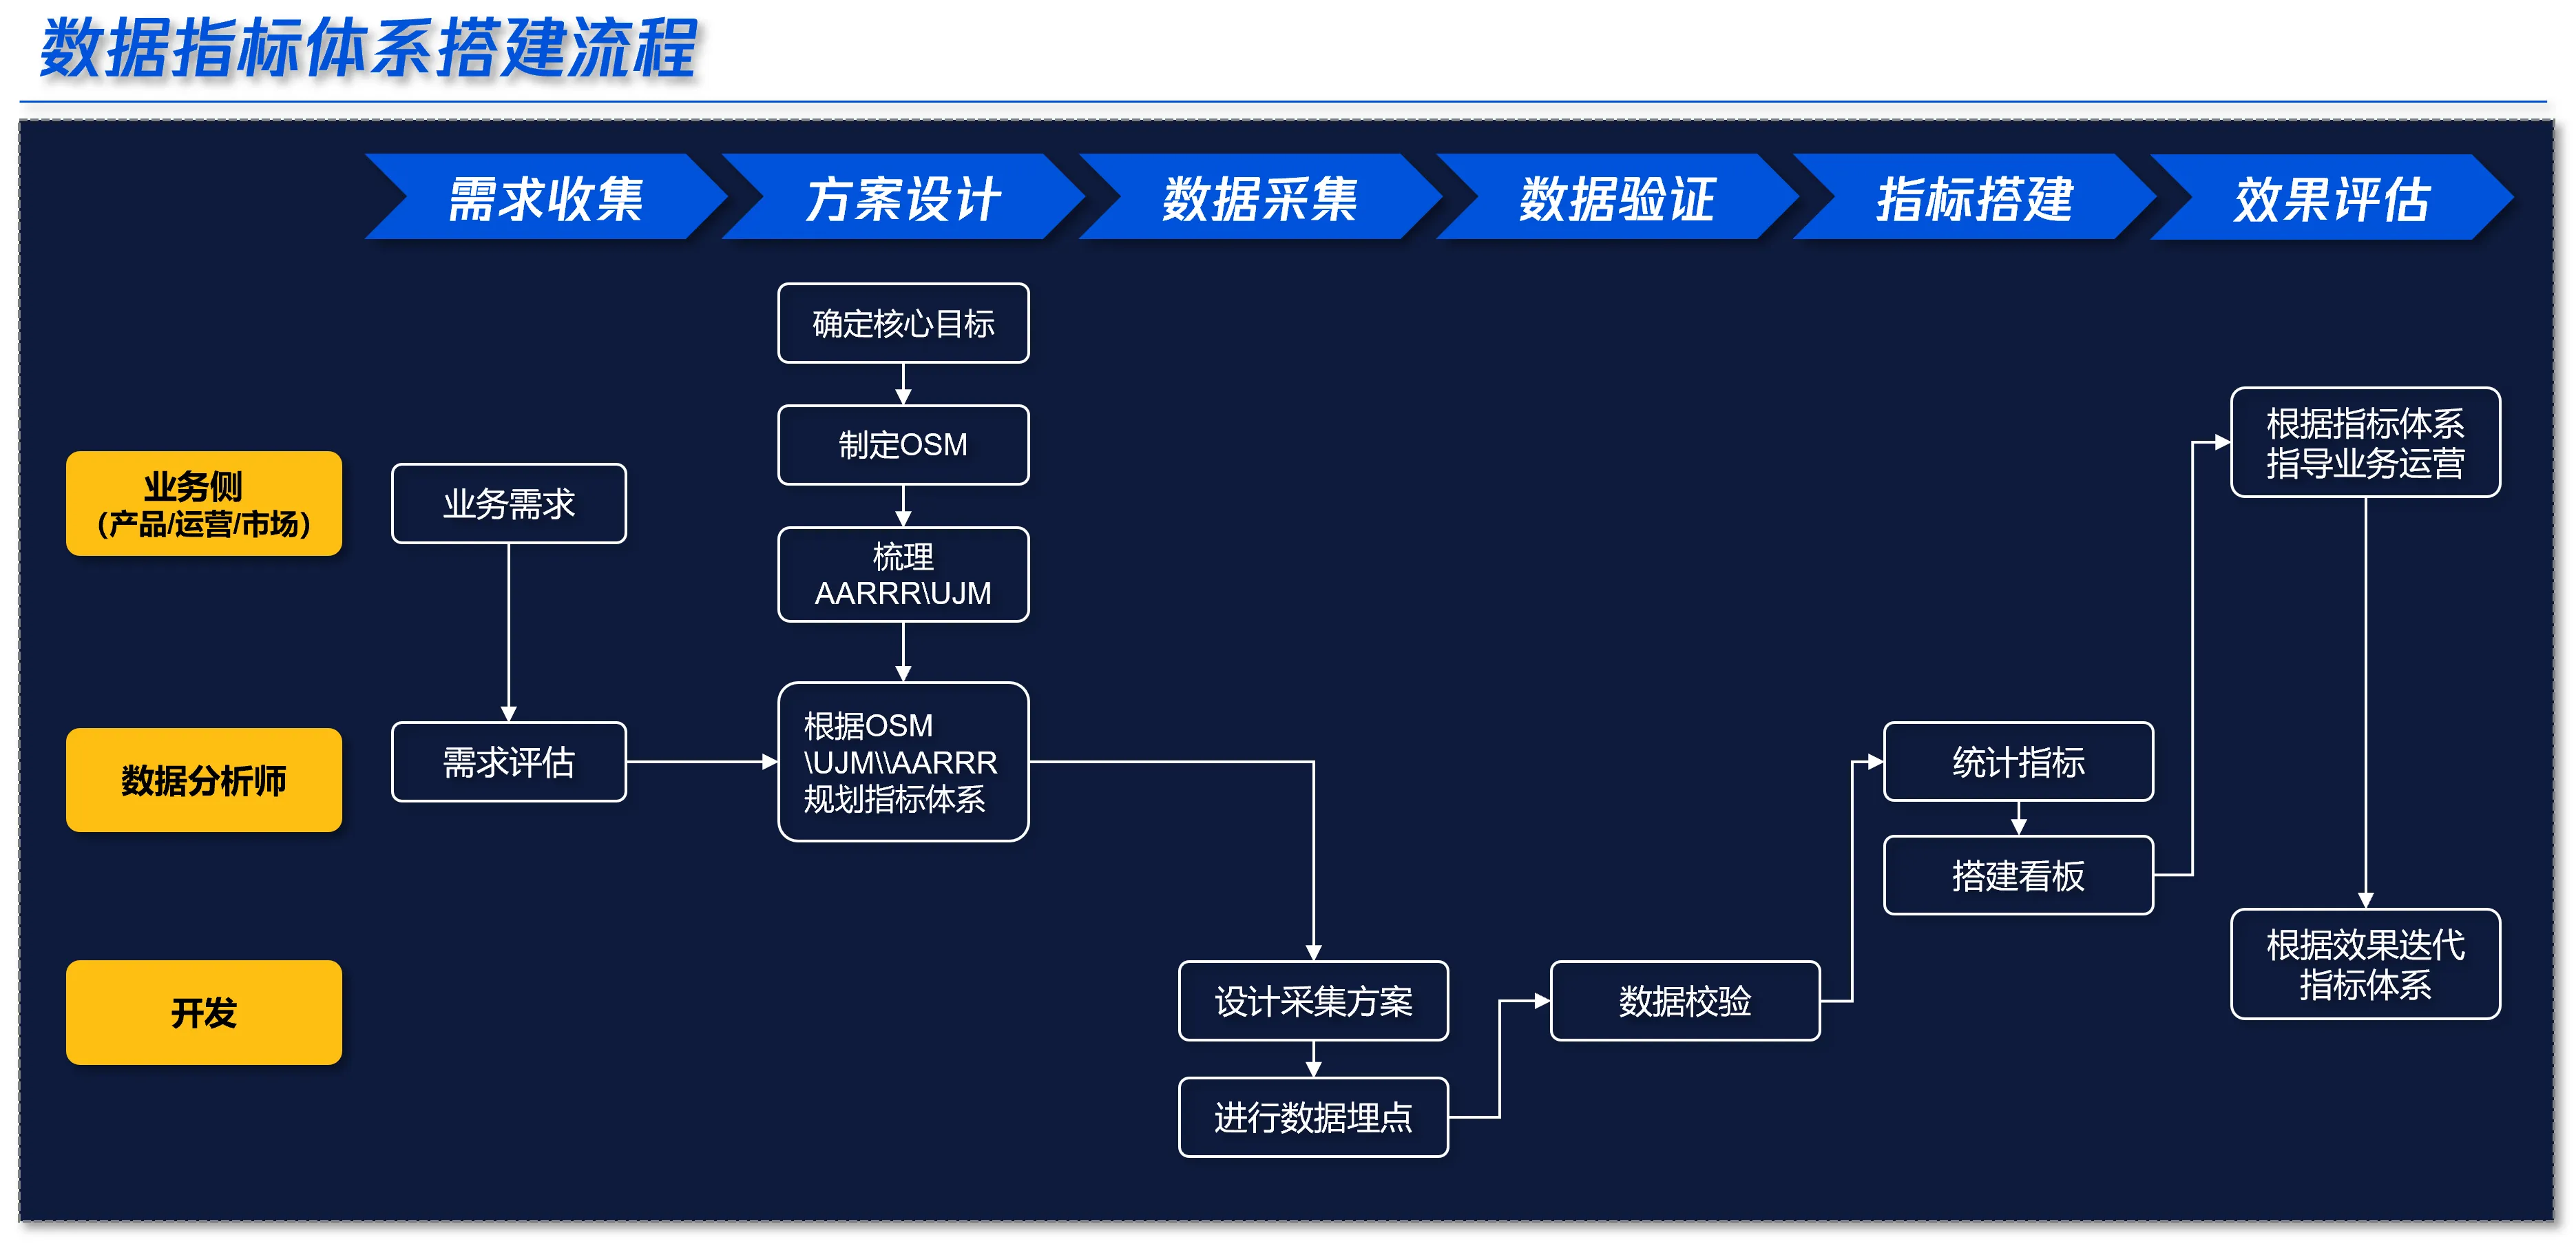 数据指标体系搭建流程
需求收集
方案设计
数据采集
数据验证
指标搭建
效果评估
业务侧
（产品/运营/市场）
数据分析师
开发
业务需求
需求评估
确定核心目标
制定OSM
梳理
AARRR\UJM
根据OSM
\UJM\\AARRR
规划指标体系
设计采集方案
进行数据埋点
数据校验
统计指标
搭建看板
根据指标体系
指导业务运营
根据效果迭代
指标体系